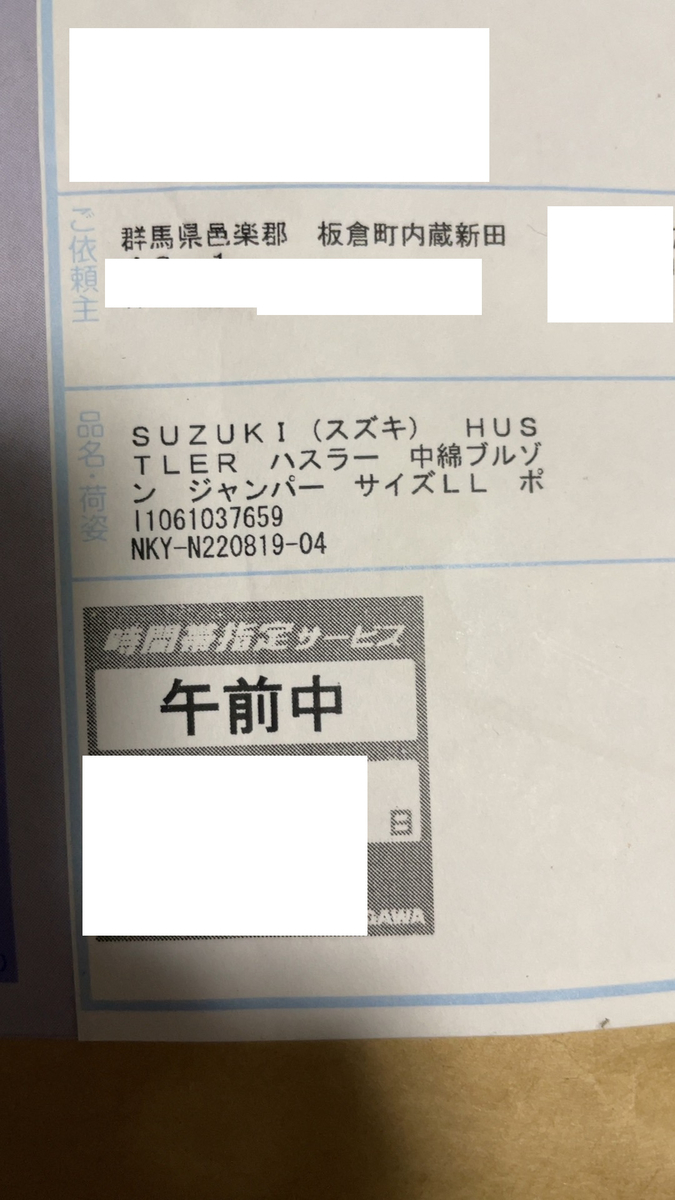 ご依頼主
群馬県邑楽郡　板倉町内蔵新田
品名・荷姿
ＳＵＺＵＫＩ（スズキ）　ＨＵＳ
ＴＬＥＲ　ハスラー　中綿ブルゾ
ン　ジャンパー　サイズＬＬ　ポ
I1061037659
NKY-N220819-04
時間帯指定サービス
午前中
日
GAWA